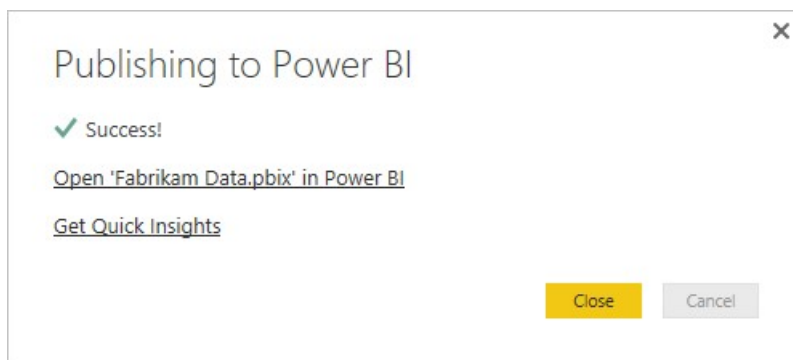 Publishing to Power BI
Success!
Open 'Fabrikam Data.pbix' in Power BI
Get Quick Insights
Close Cancel